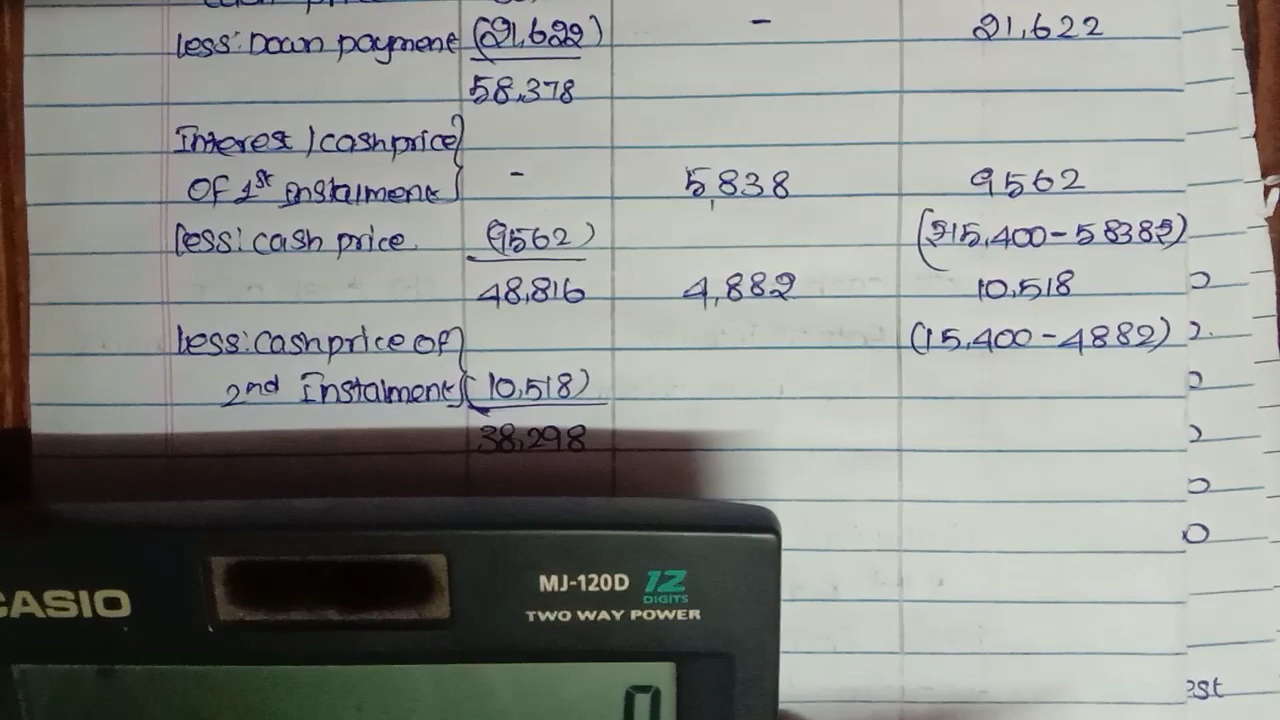 Less: Down payment (21,622) - 21,622
58,378
Interest / cash price
Of 1st Instalment - 5,838 9562
Less: cash price (9562) (15,400-5838)
48,816 4,882 10,518
Less: cash price of (15,400-4882)
2nd Instalment (10,518)
38,298
CASIO MJ-120D 12
DIGITS
TWO WAY POWER
0
est